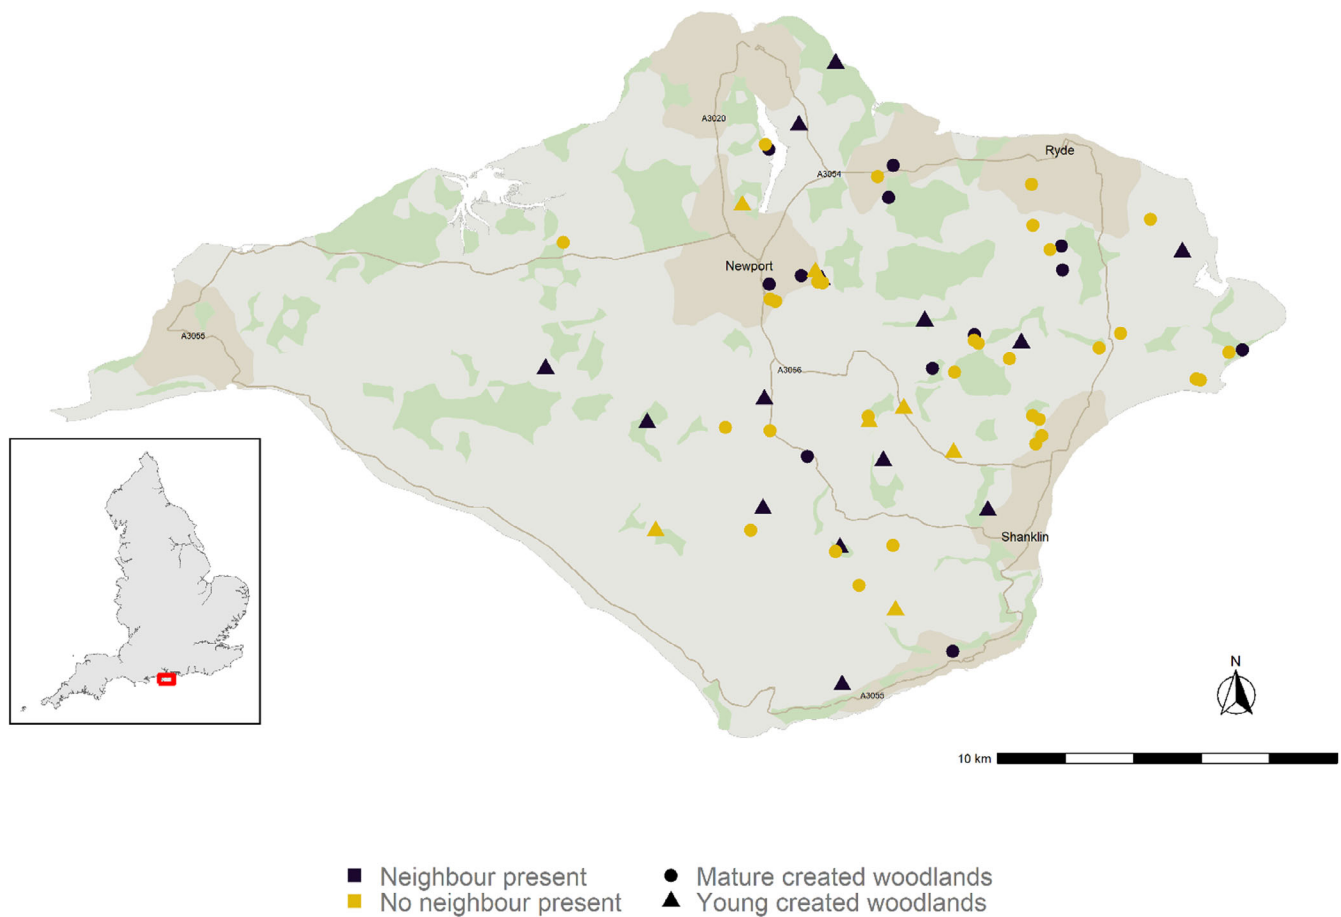 A3020
Ryde
A3054
Newport
A3055
A3056
Shanklin
N
A3055
10 km
Neighbour present
Mature created woodlands
No neighbour present
Young created woodlands